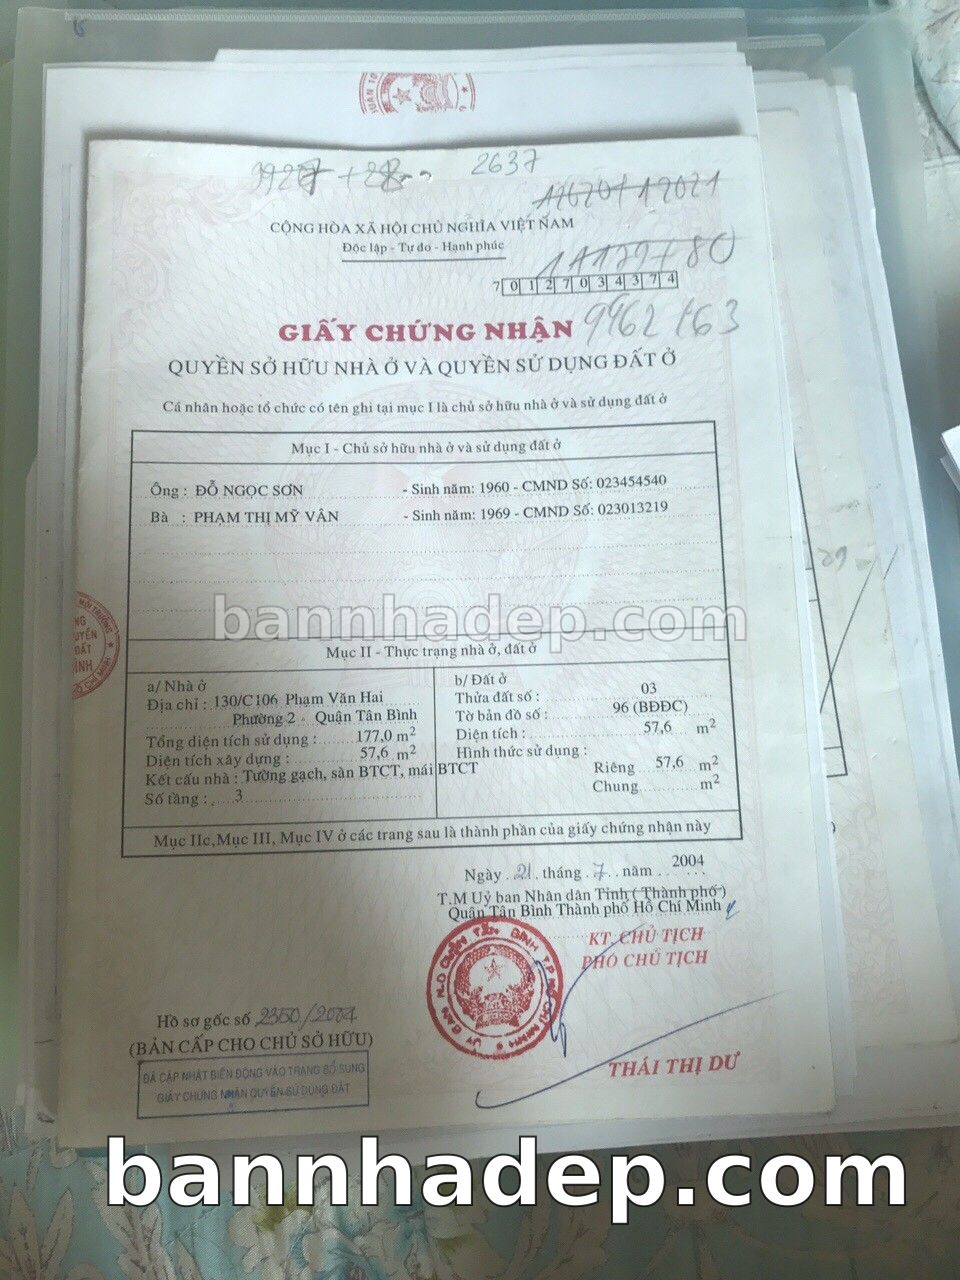 2637
12620/12021
11179+80
9962/163
CỘNG HÒA XÃ HỘI CHỦ NGHĨA VIỆT NAM
Độc lập - Tự do - Hạnh phúc
7 0 1 2 7 0 3 4 3 7 4
GIẤY CHỨNG NHẬN
QUYỀN SỞ HỮU NHÀ Ở VÀ QUYỀN SỬ DỤNG ĐẤT Ở
Cá nhân hoặc tổ chức có tên ghi tại mục I là chủ sở hữu nhà ở và sử dụng đất ở
Mục I - Chủ sở hữu nhà ở và sử dụng đất ở
Ông : ĐỖ NGỌC SƠN - Sinh năm: 1960 - CMND Số: 023454540
Bà : PHẠM THỊ MỸ VÂN - Sinh năm: 1969 - CMND Số: 023013219
bannhadep.com
Mục II - Thực trạng nhà ở, đất ở
a/ Nhà ở
Địa chỉ : 130/C106 Phạm Văn Hai
Phường 2 - Quận Tân Bình
Tổng diện tích sử dụng : 177,0 m2
Diện tích xây dựng : 57,6 m2
Kết cấu nhà : Tường gạch, sàn BTCT, mái BTCT
Số tầng : 3
b/ Đất ở
Thửa đất số : 03
Tờ bản đồ số : 96 (BĐĐC)
Diện tích : 57,6 m2
Hình thức sử dụng :
Riêng 57,6 m2
Chung m2
Mục IIc, Mục III, Mục IV ở các trang sau là thành phần của giấy chứng nhận này
Ngày 21 tháng 7 năm 2004
T.M Uỷ ban Nhân dân Tỉnh ( Thành phố )
Quận Tân Bình Thành phố Hồ Chí Minh
KT. CHỦ TỊCH
PHÓ CHỦ TỊCH
THÁI THỊ DƯ
Hồ sơ gốc số 2350/2004
(BẢN CẤP CHO CHỦ SỞ HỮU)
ĐÃ CẬP NHẬT BIẾN ĐỘNG VÀO TRANG BỔ SUNG
GIẤY CHỨNG NHẬN QUYỀN SỬ DỤNG ĐẤT
bannhadep.com